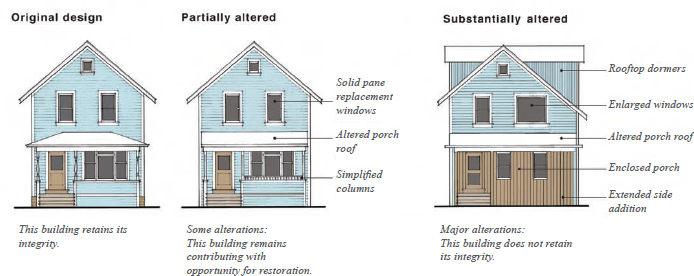 Original design
Partially altered
Substantially altered
Solid pane
replacement
windows
Altered porch
roof
Simplified
columns
Rooftop dormers
Enlarged windows
Altered porch roof
Enclosed porch
Extended side
addition
This building retains its
integrity.
Some alterations:
This building remains
contributing with
opportunity for restoration.
Major alterations:
This building does not retain
its integrity.